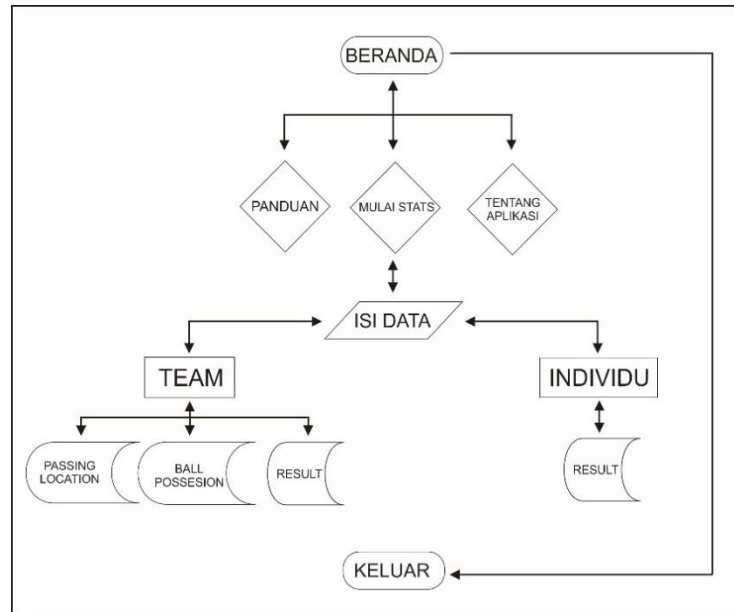 BERANDA
PANDUAN
MULAI STATS
TENTANG
APLIKASI
ISI DATA
TEAM
INDIVIDU
PASSING
LOCATION
BALL
POSSESION
RESULT
RESULT
KELUAR